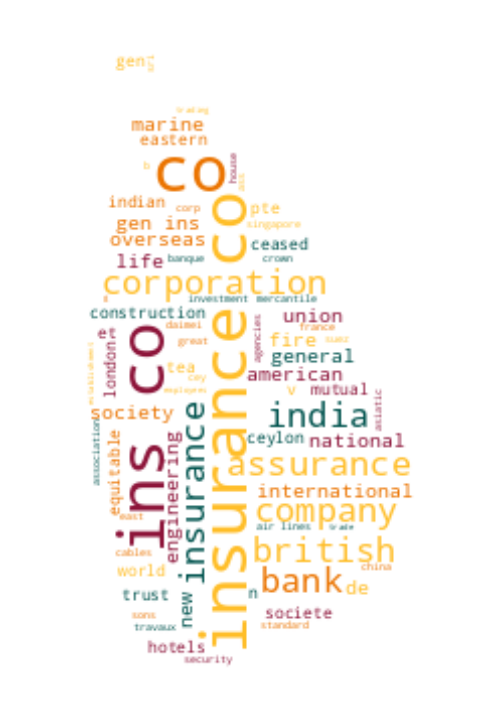 gen
trading
marine
eastern
co
house
indian
corp
co
pte
gen ins
singapore
overseas
ceased
life
banque
crown
corporation
investment
mercantile
construction
union
daimei
france
co
agencies
london
great
fire
suez
general
tea
american
cey
employees
v
mutual
asiatic
society
india
establishment
association
ceylon
national
insurance
assurance
equitable
engineering
international
ins
insurance
company
east
air lines
trade
british
cables
china
world
bank
de
trust
new
n
sons
societe
travaux
standard
hotels
security